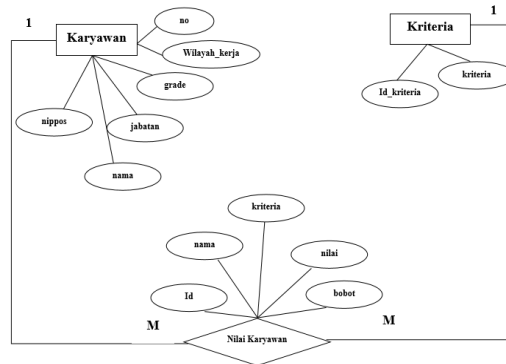 1
Karyawan
no
Wilayah_kerja
grade
jabatan
nippos
nama
Kriteria
1
kriteria
Id_kriteria
kriteria
nama
nilai
Id
bobot
M
Nilai Karyawan
M